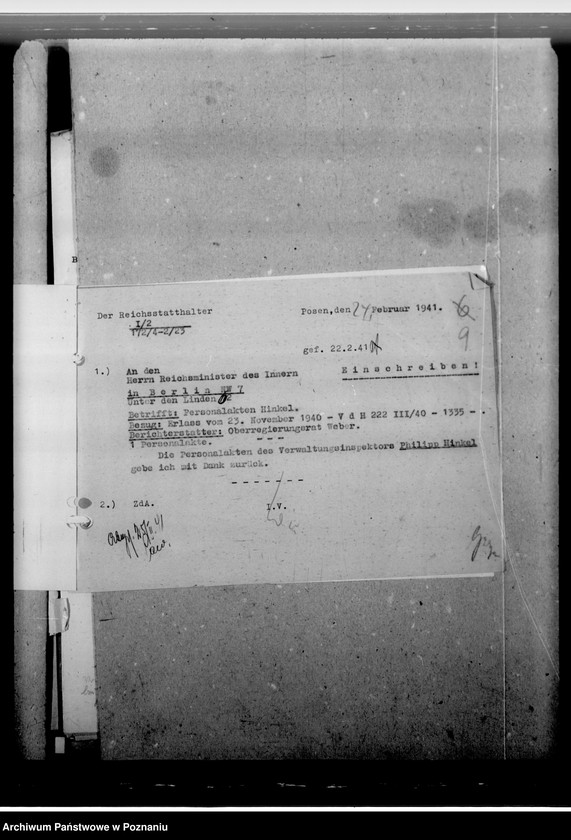 B
Der Reichsstatthalter
I/2
Posen,den 24. Februar 1941.
9
gef. 22.2.41
1.) An den
Herrn Reichsminister des Innern
Einschreiben!
in Berlin NW 7
Unter den Linden 72
Betrifft: Personalakten Hinkel.
Bezug: Erlass vom 23. November 1940 - V d H 222 III/40 - 1335 -.
Berichterstatter: Oberregierungsrat Weber.
1 Personalakte.
Die Personalakten des Verwaltungsinspektors Philipp Hinkel
gebe ich mit Dank zurück.
2.) ZdA.
I.V.
Archiwum Państwowe w Poznaniu